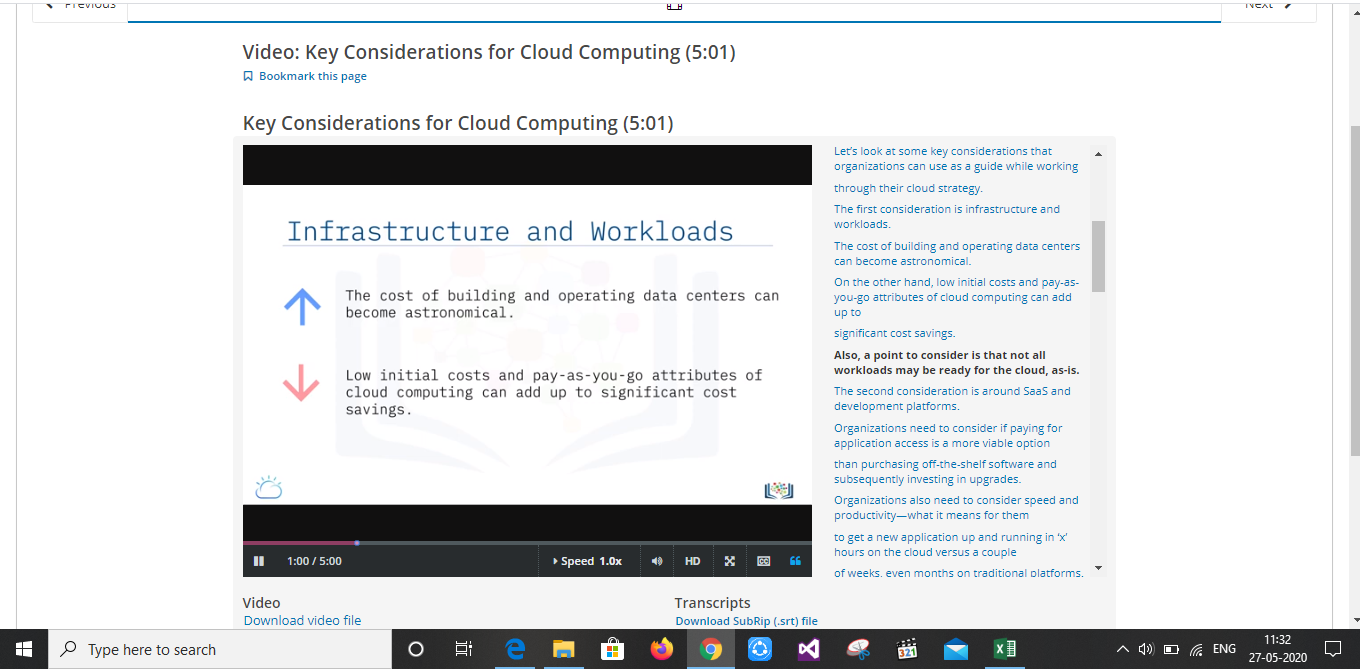 Previous
Next
Video: Key Considerations for Cloud Computing (5:01)
Bookmark this page
Key Considerations for Cloud Computing (5:01)
Infrastructure and Workloads
The cost of building and operating data centers can
become astronomical.
Low initial costs and pay-as-you-go attributes of
cloud computing can add up to significant cost
savings.
1:00 / 5:00
Speed 1.0x
HD
CC
Let's look at some key considerations that
organizations can use as a guide while working
through their cloud strategy.
The first consideration is infrastructure and
workloads.
The cost of building and operating data centers
can become astronomical.
On the other hand, low initial costs and pay-as-
you-go attributes of cloud computing can add
up to
significant cost savings.
Also, a point to consider is that not all
workloads may be ready for the cloud, as-is.
The second consideration is around SaaS and
development platforms.
Organizations need to consider if paying for
application access is a more viable option
than purchasing off-the-shelf software and
subsequently investing in upgrades.
Organizations also need to consider speed and
productivity—what it means for them
to get a new application up and running in ‘x’
hours on the cloud versus a couple
of weeks, even months on traditional platforms.
Video
Download video file
Transcripts
Download SubRip (.srt) file
Type here to search
321
ENG
11:32
27-05-2020